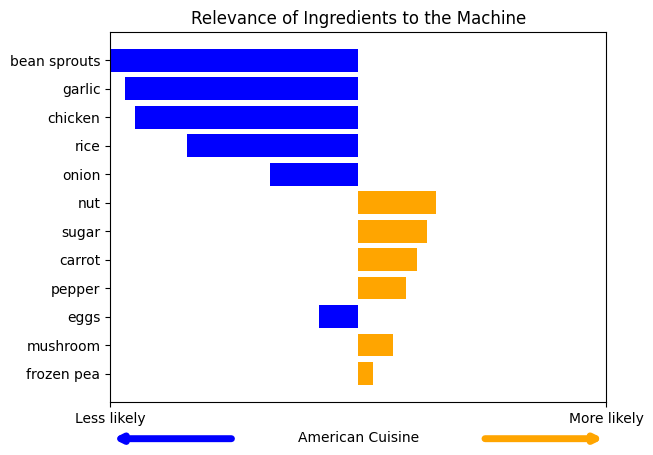 Relevance of Ingredients to the Machine
bean sprouts
garlic
chicken
rice
onion
nut
sugar
carrot
pepper
eggs
mushroom
frozen pea
Less likely
More likely
American Cuisine